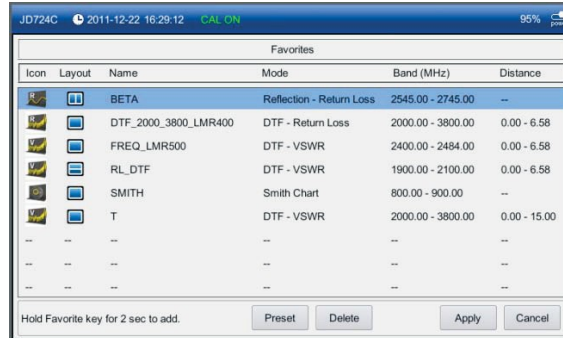 JD724C 2011-12-22 16:29:12 CAL ON 95%
Favorites
Icon Layout Name Mode Band (MHz) Distance
BETA Reflection - Return Loss 2545.00 - 2745.00 --
DTF_2000_3800_LMR400 DTF - Return Loss 2000.00 - 3800.00 0.00 - 6.58
FREQ_LMR500 DTF - VSWR 2400.00 - 2484.00 0.00 - 6.58
RL_DTF DTF - VSWR 1900.00 - 2100.00 0.00 - 6.58
SMITH Smith Chart 800.00 - 900.00 --
T DTF - VSWR 2000.00 - 3800.00 0.00 - 15.00
-- -- -- -- -- --
-- -- -- -- -- --
-- -- -- -- -- --
Hold Favorite key for 2 sec to add. Preset Delete Apply Cancel